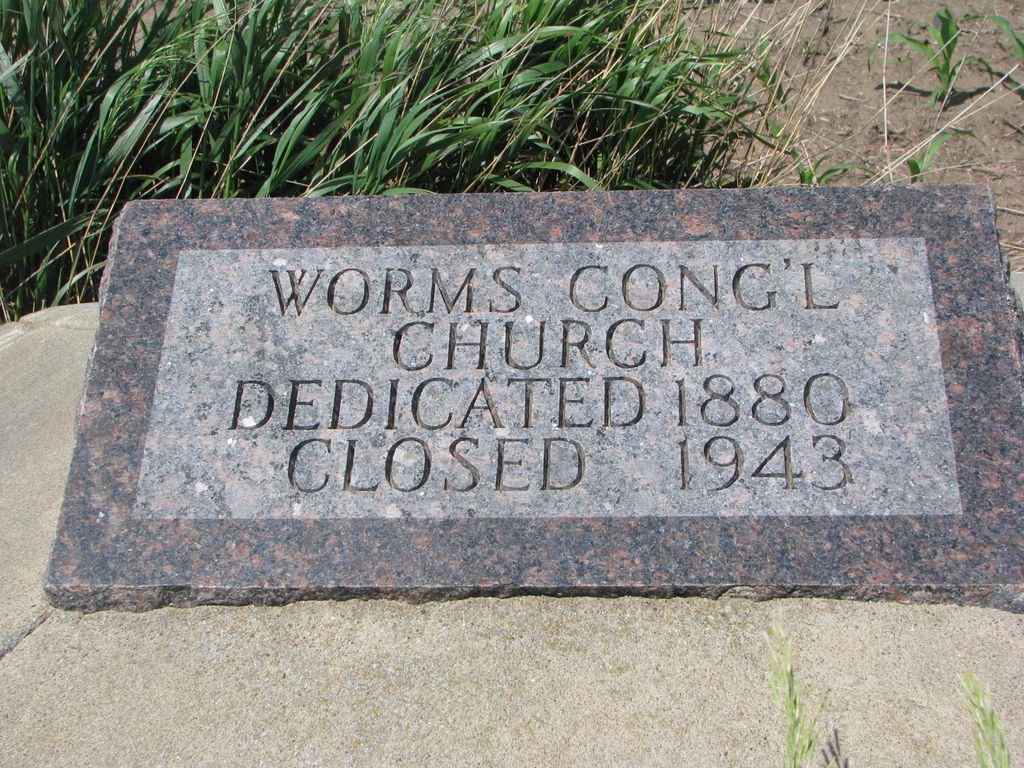 WORMS CONG'L
CHURCH
DEDICATED 1880
CLOSED 1943